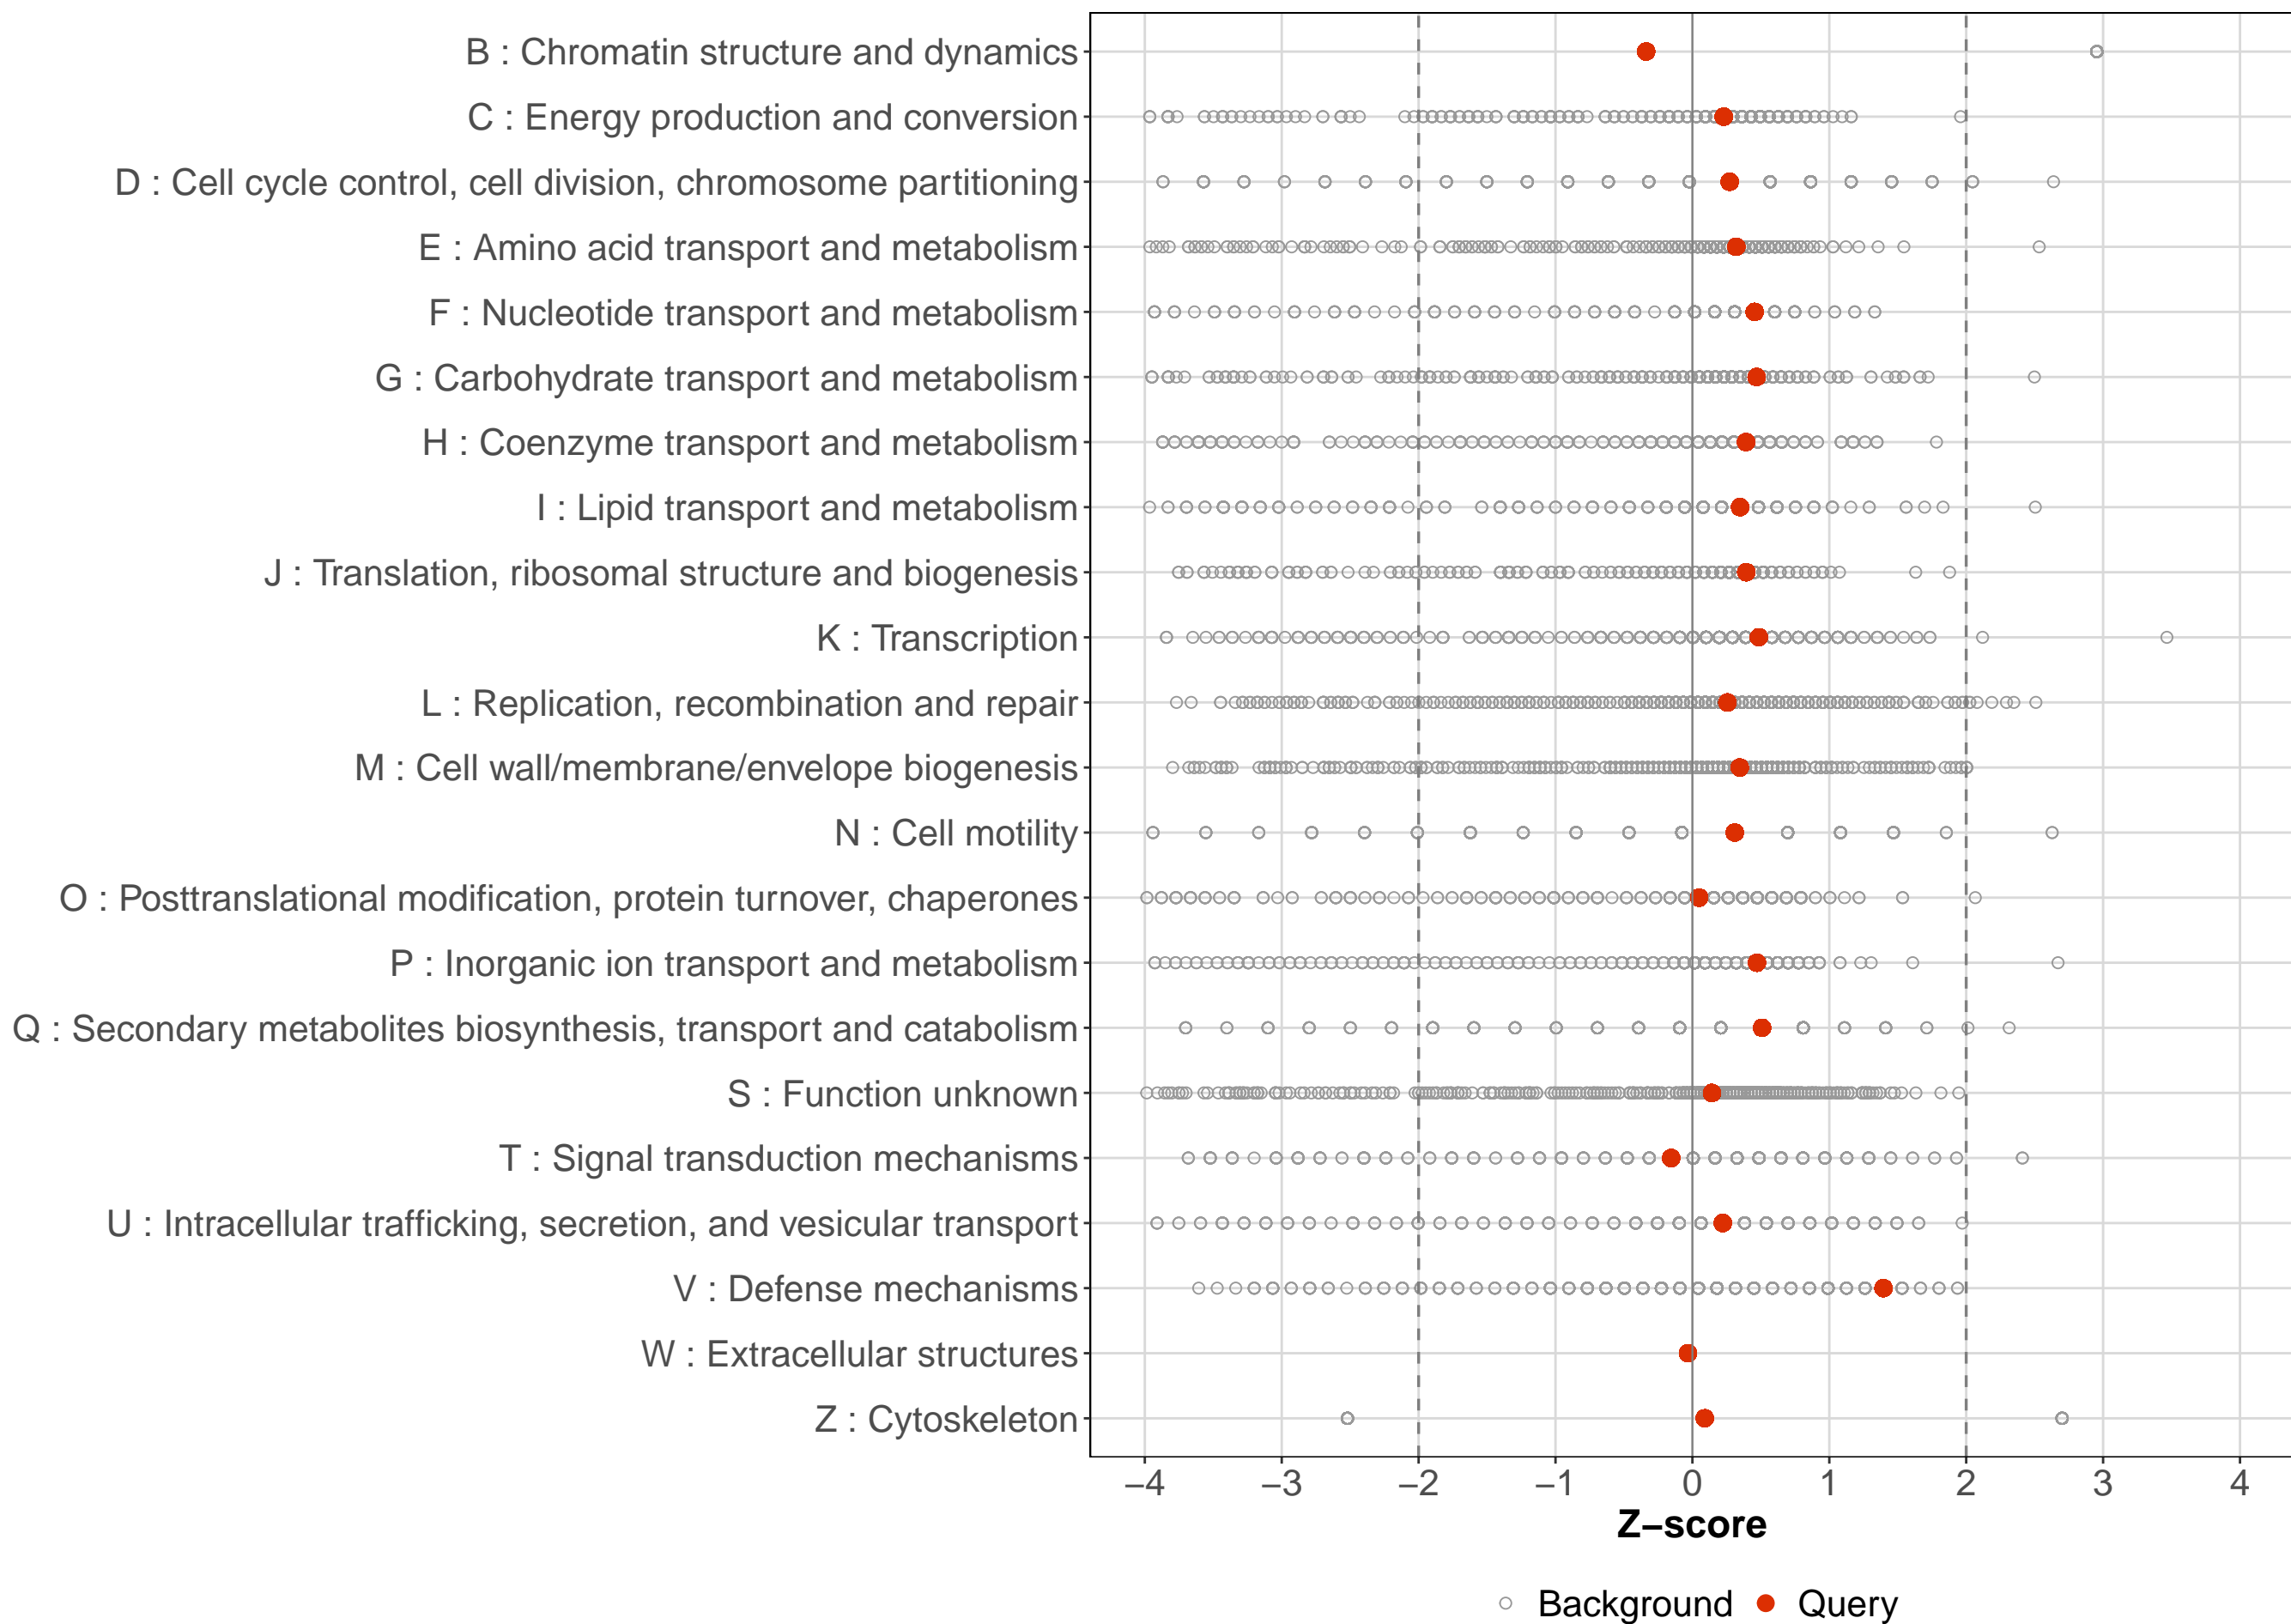 B : Chromatin structure and dynamics
C : Energy production and conversion
D : Cell cycle control, cell division, chromosome partitioning
E : Amino acid transport and metabolism
F : Nucleotide transport and metabolism
G : Carbohydrate transport and metabolism
H : Coenzyme transport and metabolism
I : Lipid transport and metabolism
J : Translation, ribosomal structure and biogenesis
K : Transcription
L : Replication, recombination and repair
M : Cell wall/membrane/envelope biogenesis
N : Cell motility
O : Posttranslational modification, protein turnover, chaperones
P : Inorganic ion transport and metabolism
Q : Secondary metabolites biosynthesis, transport and catabolism
S : Function unknown
T : Signal transduction mechanisms
U : Intracellular trafficking, secretion, and vesicular transport
V : Defense mechanisms
W : Extracellular structures
Z : Cytoskeleton
−4 −3 −2 −1 0 1 2 3 4
Z−score
Background Query